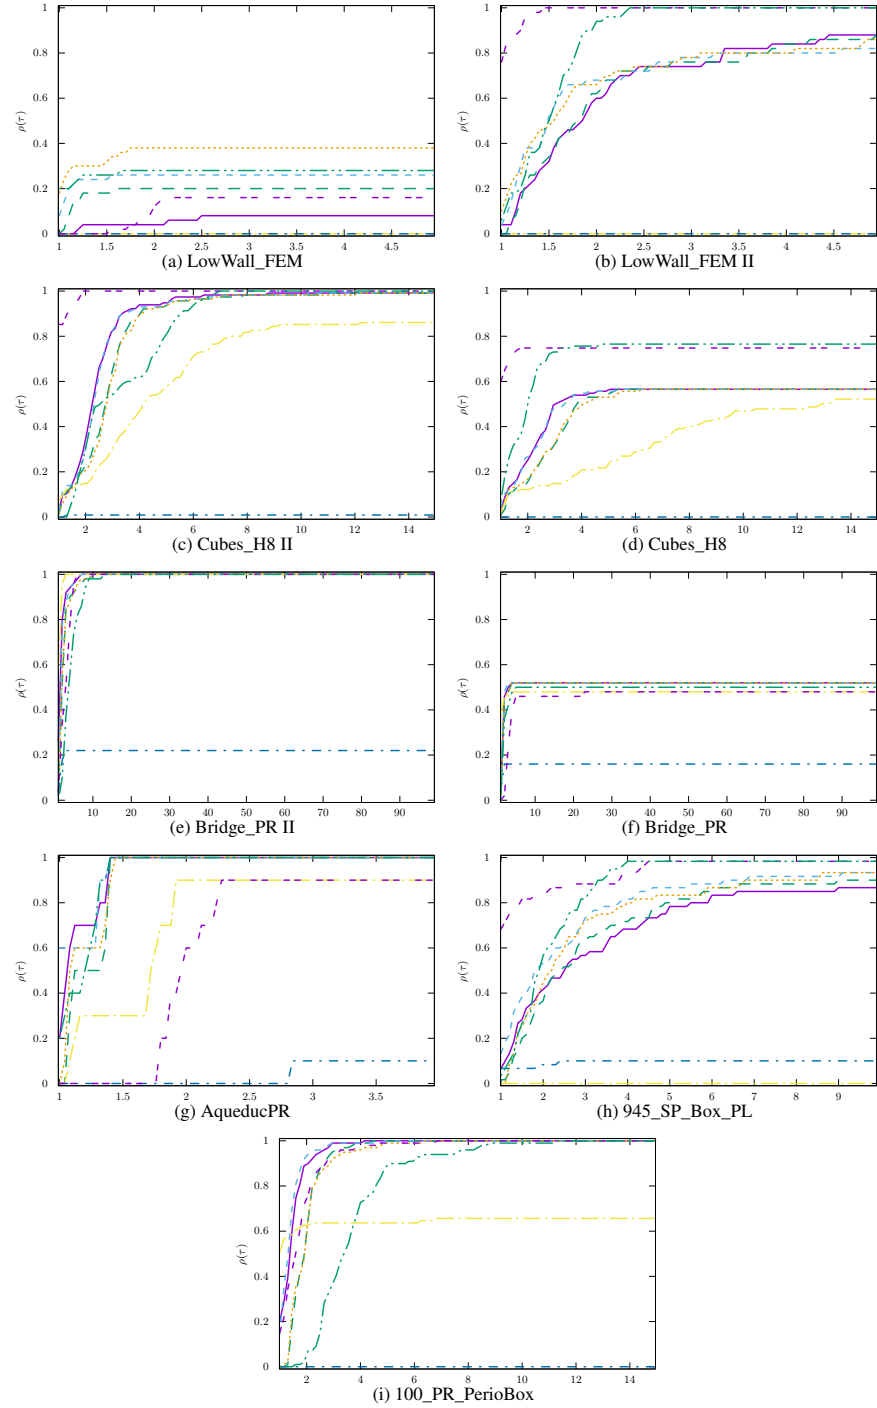 1
0.8
0.6
0.4
0.2
0
ρ(τ)
1 1.5 2 2.5 3 3.5 4 4.5
(a) LowWall_FEM
1
0.8
0.6
0.4
0.2
0
ρ(τ)
1 1.5 2 2.5 3 3.5 4 4.5
(b) LowWall_FEM II
1
0.8
0.6
0.4
0.2
0
ρ(τ)
2 4 6 8 10 12 14
(c) Cubes_H8 II
1
0.8
0.6
0.4
0.2
0
ρ(τ)
2 4 6 8 10 12 14
(d) Cubes_H8
1
0.8
0.6
0.4
0.2
0
ρ(τ)
10 20 30 40 50 60 70 80 90
(e) Bridge_PR II
1
0.8
0.6
0.4
0.2
0
ρ(τ)
10 20 30 40 50 60 70 80 90
(f) Bridge_PR
1
0.8
0.6
0.4
0.2
0
ρ(τ)
1 1.5 2 2.5 3 3.5
(g) AqueducPR
1
0.8
0.6
0.4
0.2
0
ρ(τ)
1 2 3 4 5 6 7 8 9
(h) 945_SP_Box_PL
1
0.8
0.6
0.4
0.2
0
ρ(τ)
2 4 6 8 10 12 14
(i) 100_PR_PerioBox